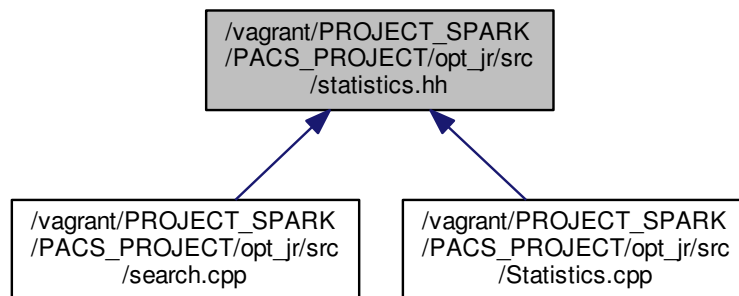 /vagrant/PROJECT_SPARK
/PACS_PROJECT/opt_jr/src
/statistics.hh
/vagrant/PROJECT_SPARK
/PACS_PROJECT/opt_jr/src
/search.cpp
/vagrant/PROJECT_SPARK
/PACS_PROJECT/opt_jr/src
/Statistics.cpp